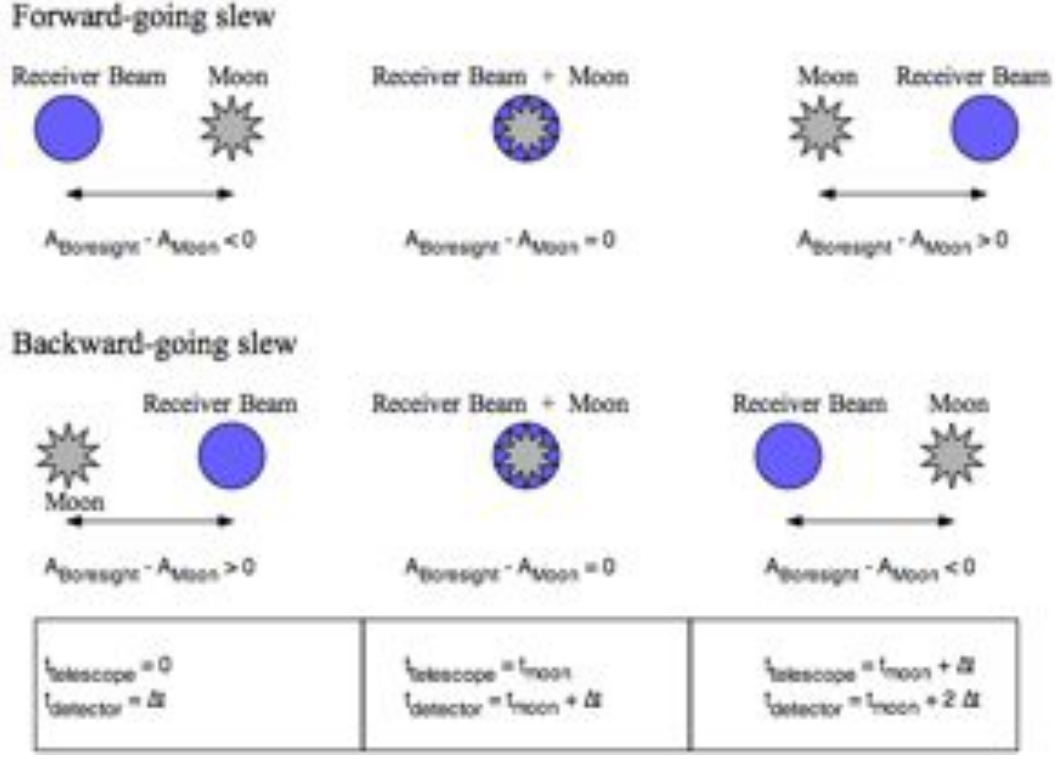 Forward-going slew
Receiver Beam Moon
Receiver Beam + Moon
Moon Receiver Beam
A_Boresight - A_Moon < 0
A_Boresight - A_Moon = 0
A_Boresight - A_Moon > 0
Backward-going slew
Receiver Beam
Receiver Beam + Moon
Receiver Beam Moon
Moon
A_Boresight - A_Moon > 0
A_Boresight - A_Moon = 0
A_Boresight - A_Moon < 0
t_telescope = 0
t_detector = Δt
t_telescope = t_moon
t_detector = t_moon + Δt
t_telescope = t_moon + Δt
t_detector = t_moon + 2 Δt